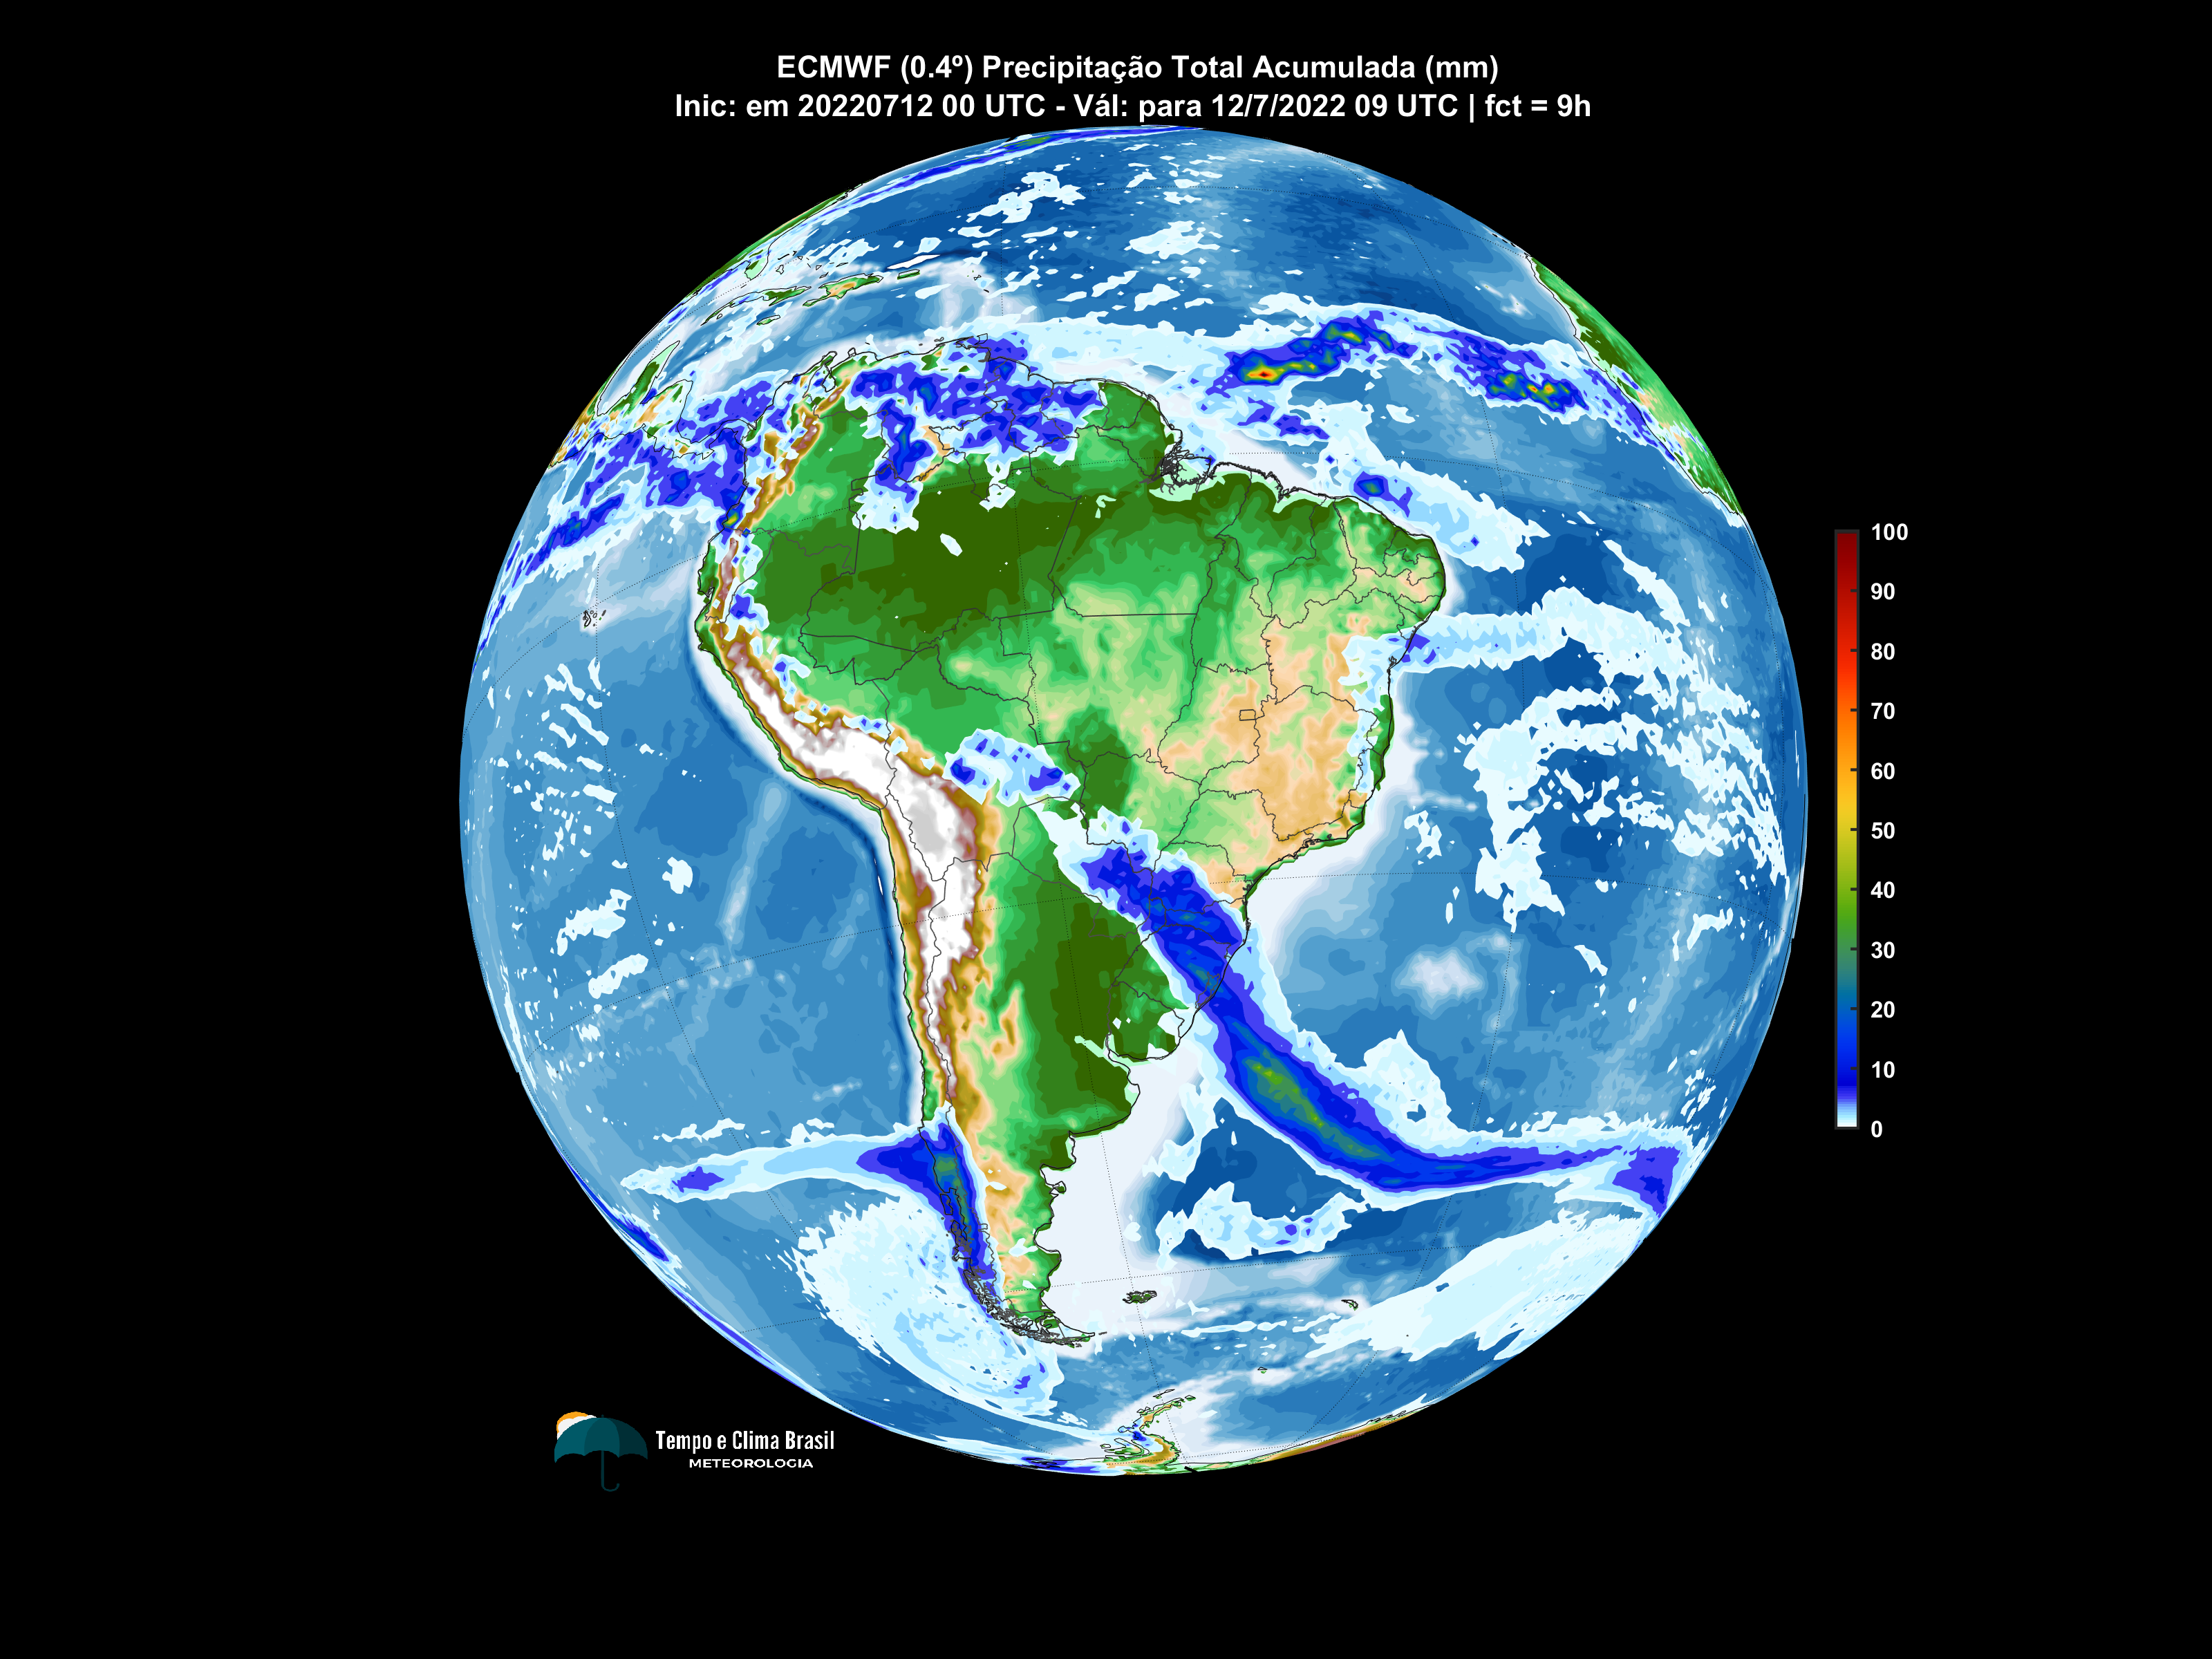 ECMWF (0.4º) Precipitação Total Acumulada (mm)
Inic: em 20220712 00 UTC - Vál: para 12/7/2022 09 UTC | fct = 9h
100
90
80
70
60
50
40
30
20
10
0
Tempo e Clima Brasil
METEOROLOGIA